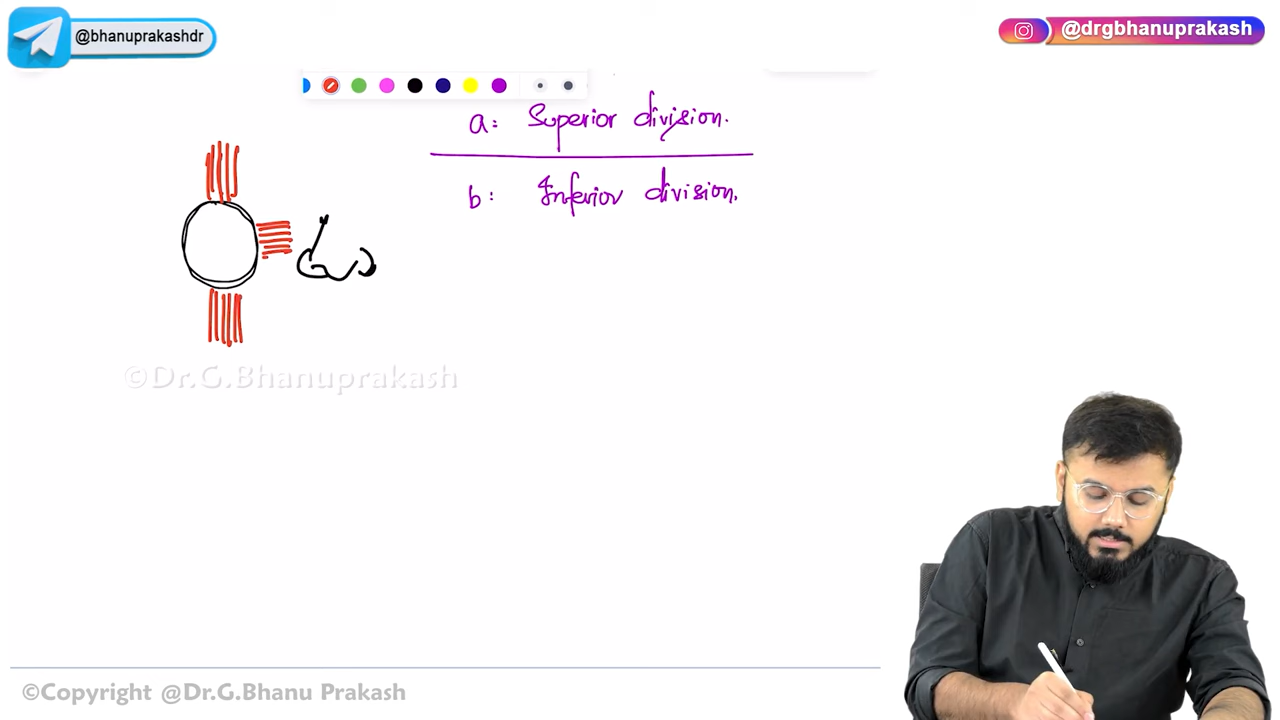 @bhanuprakashdr
@drgbhanuprakash
a: Superior division.
b: Inferior division.
©Dr.G.Bhanuprakash
©Copyright @Dr.G.Bhanu Prakash